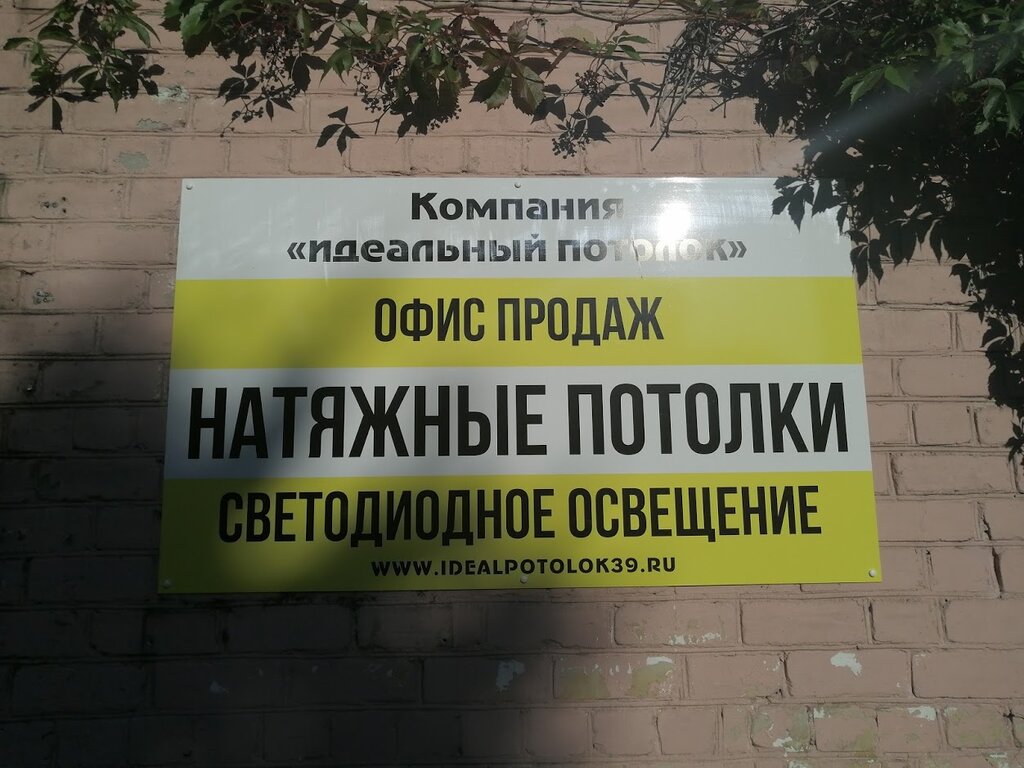 Компания
«идеальный потолок»
ОФИС ПРОДАЖ
НАТЯЖНЫЕ ПОТОЛКИ
СВЕТОДИОДНОЕ ОСВЕЩЕНИЕ
WWW.IDEALPOTOLOK39.RU